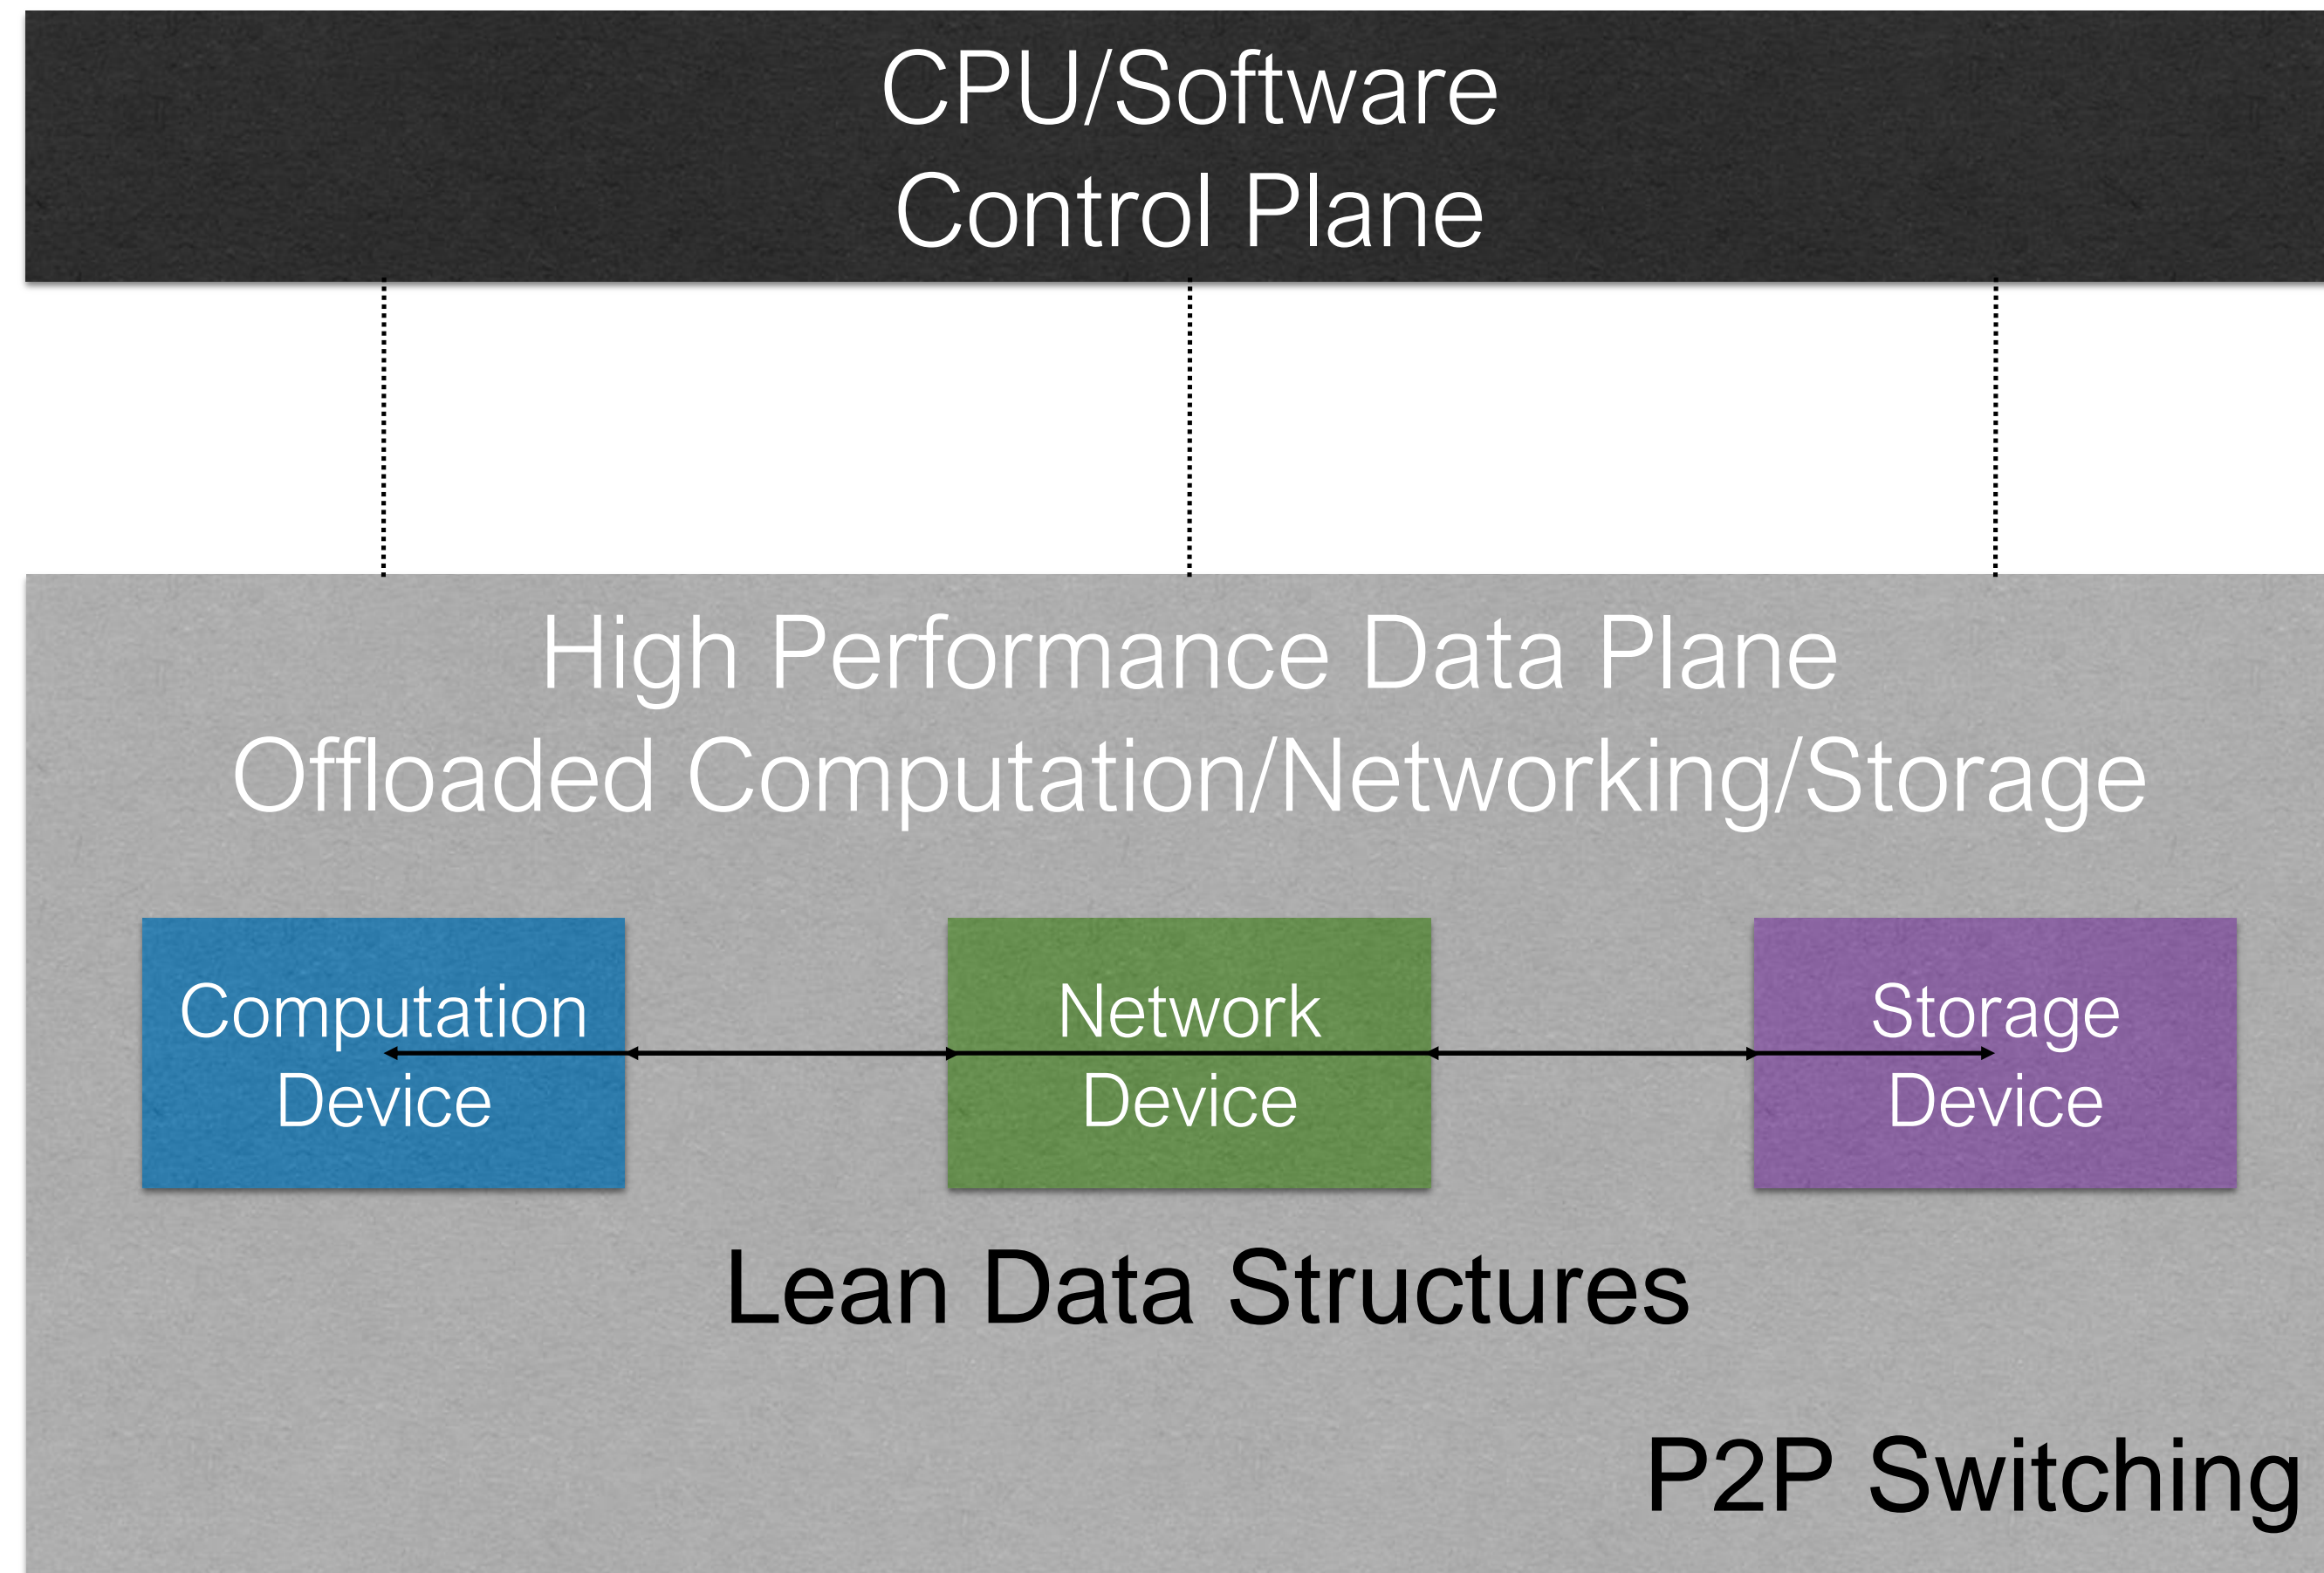 CPU/Software
Control Plane
High Performance Data Plane
Offloaded Computation/Networking/Storage
Computation
Device
Network
Device
Storage
Device
Lean Data Structures
P2P Switching